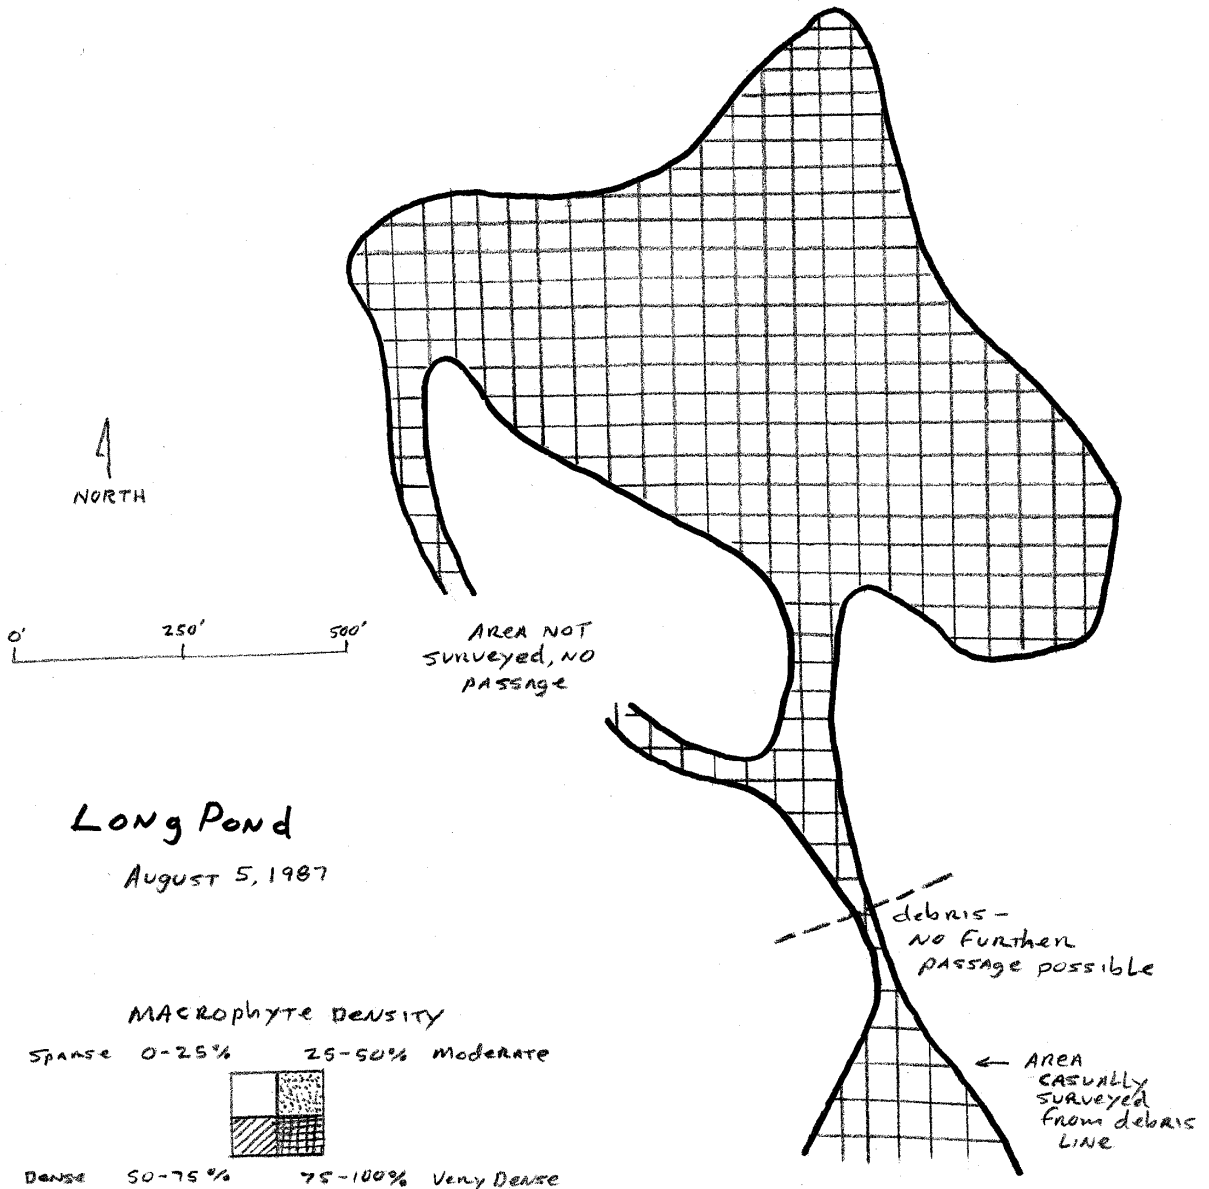 NORTH
0' 250' 500'
AREA NOT
SURVEYED, NO
PASSAGE
Long Pond
August 5, 1987
debris –
NO FURTHER
PASSAGE POSSIBLE
MACROPHYTE DENSITY
Sparse 0-25% 25-50% Moderate
← AREA
CASUALLY
SURVEYED
From debris
LINE
Dense 50-75% 75-100% Very Dense